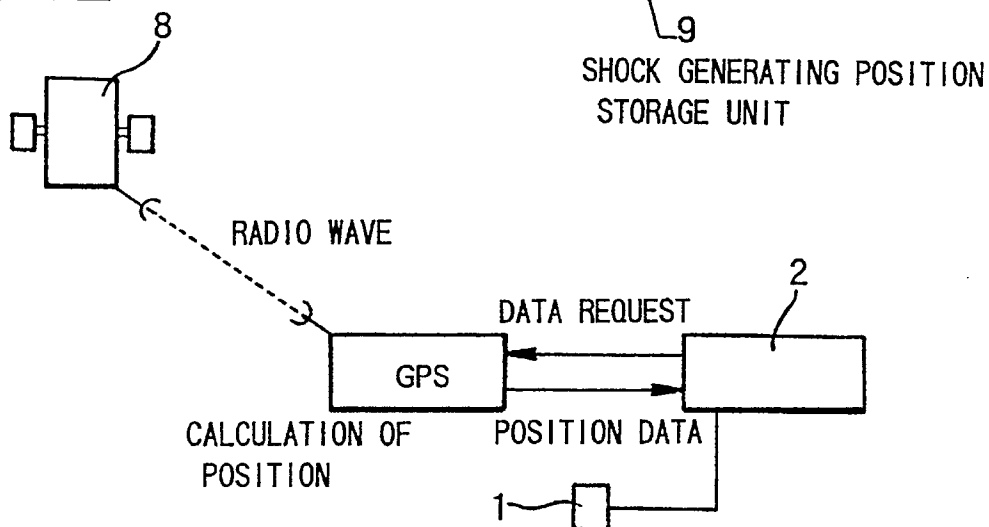 9
8
SHOCK GENERATING POSITION
STORAGE UNIT
RADIO WAVE
2
DATA REQUEST
GPS
CALCULATION OF
POSITION
POSITION DATA
1